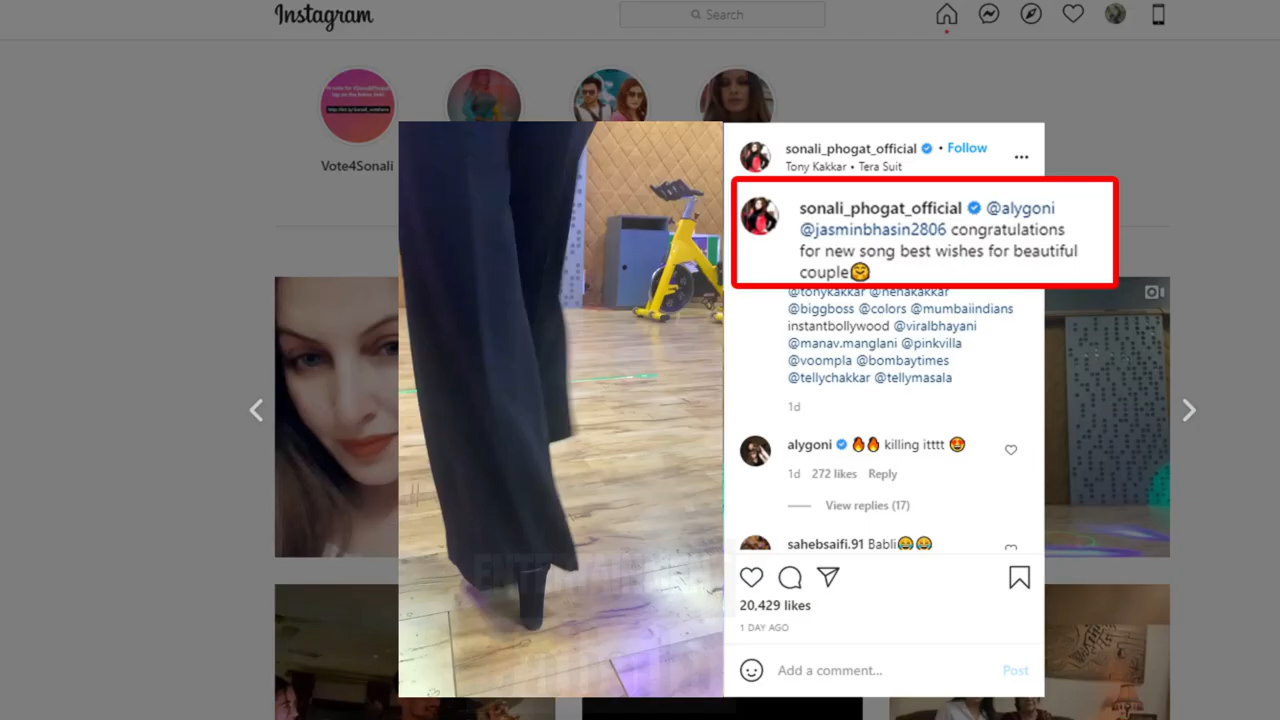 Instagram
Search
Vote4Sonali
sonali_phogat_official • Follow
Tony Kakkar • Tera Suit
sonali_phogat_official @alygoni
@jasminbhasin2806 congratulations
for new song best wishes for beautiful
couple🤗
@tonykakkar @nehakakkar
@biggboss @colors @mumbaiindians
instantbollywood @viralbhayani
@manav.manglani @pinkvilla
@voompla @bombaytimes
@tellychakkar @tellymasala
1d
alygoni 🔥🔥 killing itttt 😍
1d 272 likes Reply
View replies (17)
sahebsaifi.91 Babli😂😂
20,429 likes
1 DAY AGO
Add a comment... Post